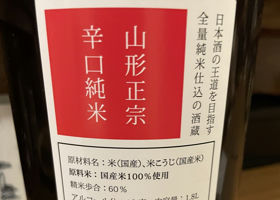 日本酒の王道を目指す
全量純米仕込の酒蔵
山形正宗
辛口純米
原材料名：米（国産）、米こうじ（国産米）
原料米：国産米100％使用
精米歩合：60％